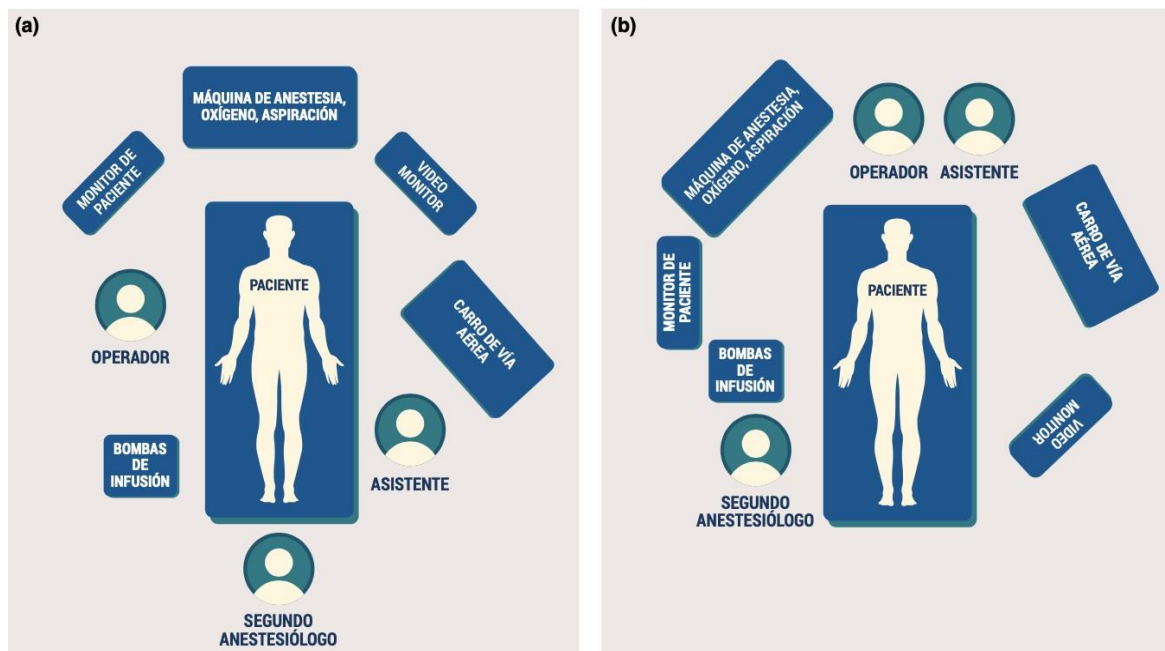 (a)
MÁQUINA DE ANESTESIA,
OXÍGENO, ASPIRACIÓN
MONITOR DE
PACIENTE
VIDEO
MONITOR
PACIENTE
OPERADOR
CARRO DE VÍA
AÉREA
BOMBAS
DE
INFUSIÓN
ASISTENTE
SEGUNDO
ANESTESIÓLOGO
(b)
MÁQUINA DE ANESTESIA,
OXÍGENO, ASPIRACIÓN
OPERADOR
ASISTENTE
CARRO DE VÍA
AÉREA
MONITOR DE
PACIENTE
PACIENTE
BOMBAS
DE
INFUSIÓN
VIDEO
MONITOR
SEGUNDO
ANESTESIÓLOGO